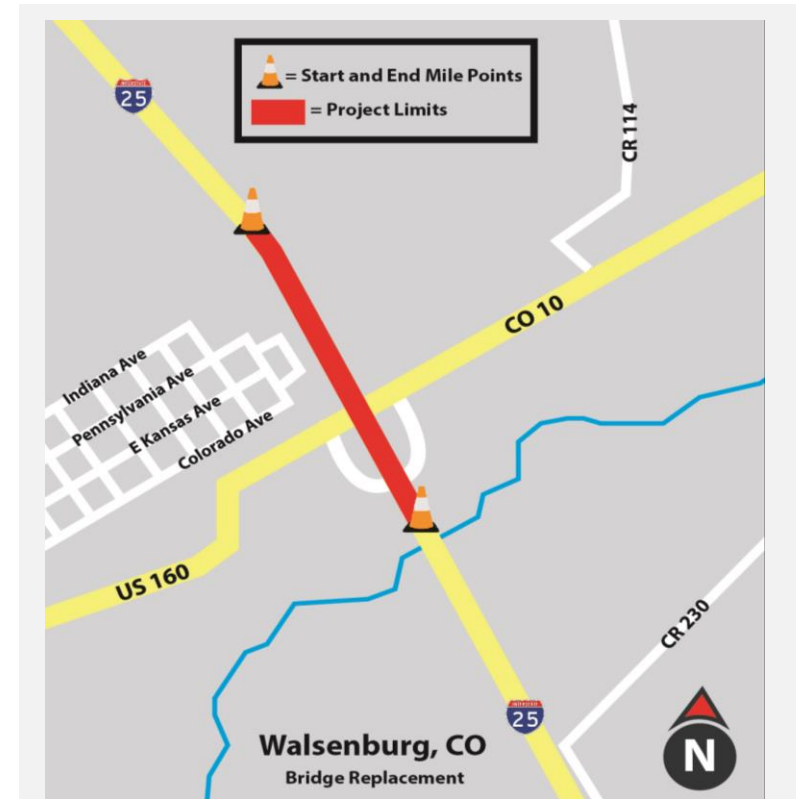 = Start and End Mile Points
= Project Limits
25
CR 114
CO 10
Indiana Ave
Pennsylvania Ave
E Kansas Ave
Colorado Ave
US 160
CR 230
25
Walsenburg, CO
Bridge Replacement
N